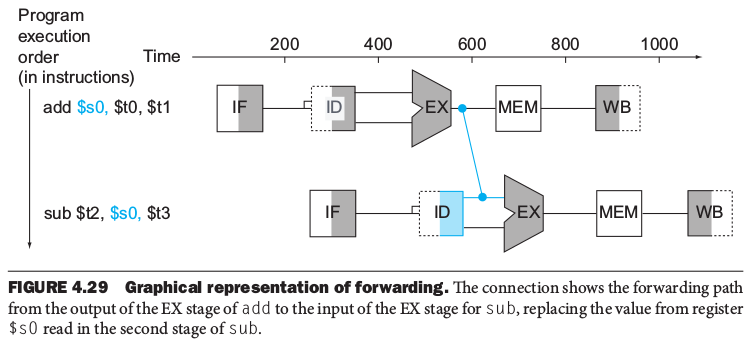 Program
execution
order
(in instructions)
Time
200 400 600 800 1000
add $s0, $t0, $t1
IF ID EX MEM WB
sub $t2, $s0, $t3
IF ID EX MEM WB
FIGURE 4.29 Graphical representation of forwarding. The connection shows the forwarding path
from the output of the EX stage of add to the input of the EX stage for sub, replacing the value from register
$s0 read in the second stage of sub.